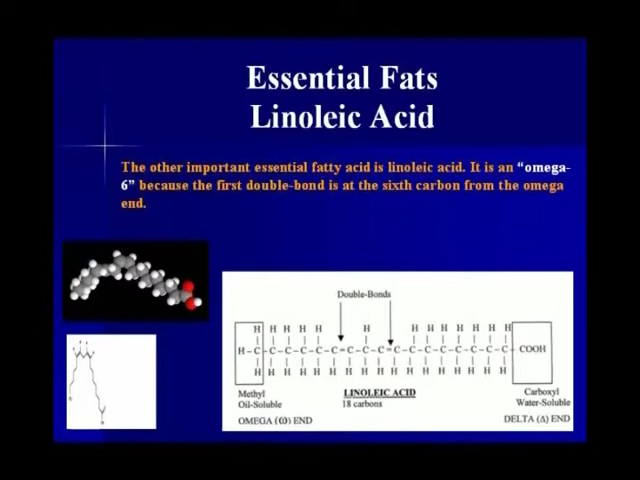 Essential Fats
Linoleic Acid
The other important essential fatty acid is linoleic acid. It is an “omega-
6” because the first double-bond is at the sixth carbon from the omega
end.
Double-Bonds
H H H H H H H H H H H H H
H-C-C-C-C-C-C=C-C-C=C-C-C-C-C-C-C-C- COOH
H H H H H H H H H H H H H H H H H
Methyl LINOLEIC ACID Carboxyl
Oil-Soluble 18 carbons Water-Soluble
OMEGA (ω) END DELTA (Δ) END